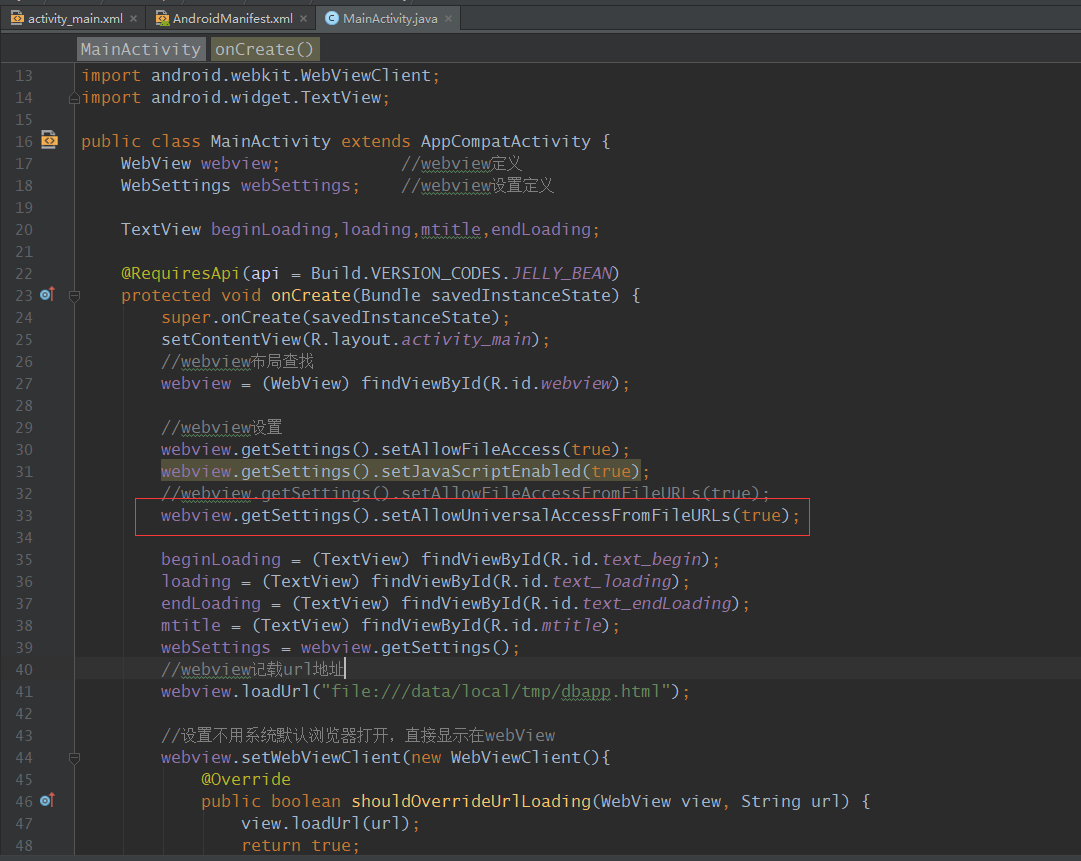 activity_main.xml × AndroidManifest.xml × MainActivity.java ×
MainActivity onCreate()
13 import android.webkit.WebViewClient;
14 import android.widget.TextView;
15
16 public class MainActivity extends AppCompatActivity {
17 WebView webview; //webview定义
18 WebSettings webSettings; //webview设置定义
19
20 TextView beginLoading,loading,mtitle,endLoading;
21
22 @RequiresApi(api = Build.VERSION_CODES.JELLY_BEAN)
23 protected void onCreate(Bundle savedInstanceState) {
24 super.onCreate(savedInstanceState);
25 setContentView(R.layout.activity_main);
26 //webview布局查找
27 webview = (WebView) findViewById(R.id.webview);
28
29 //webview设置
30 webview.getSettings().setAllowFileAccess(true);
31 webview.getSettings().setJavaScriptEnabled(true);
32 //webview.getSettings().setAllowFileAccessFromFileURLs(true);
33 webview.getSettings().setAllowUniversalAccessFromFileURLs(true);
34
35 beginLoading = (TextView) findViewById(R.id.text_begin);
36 loading = (TextView) findViewById(R.id.text_loading);
37 endLoading = (TextView) findViewById(R.id.text_endLoading);
38 mtitle = (TextView) findViewById(R.id.mtitle);
39 webSettings = webview.getSettings();
40 //webview记载url地址
41 webview.loadUrl("file:///data/local/tmp/dbapp.html");
42
43 //设置不用系统默认浏览器打开，直接显示在webView
44 webview.setWebViewClient(new WebViewClient(){
45 @Override
46 public boolean shouldOverrideUrlLoading(WebView view, String url) {
47 view.loadUrl(url);
48 return true;